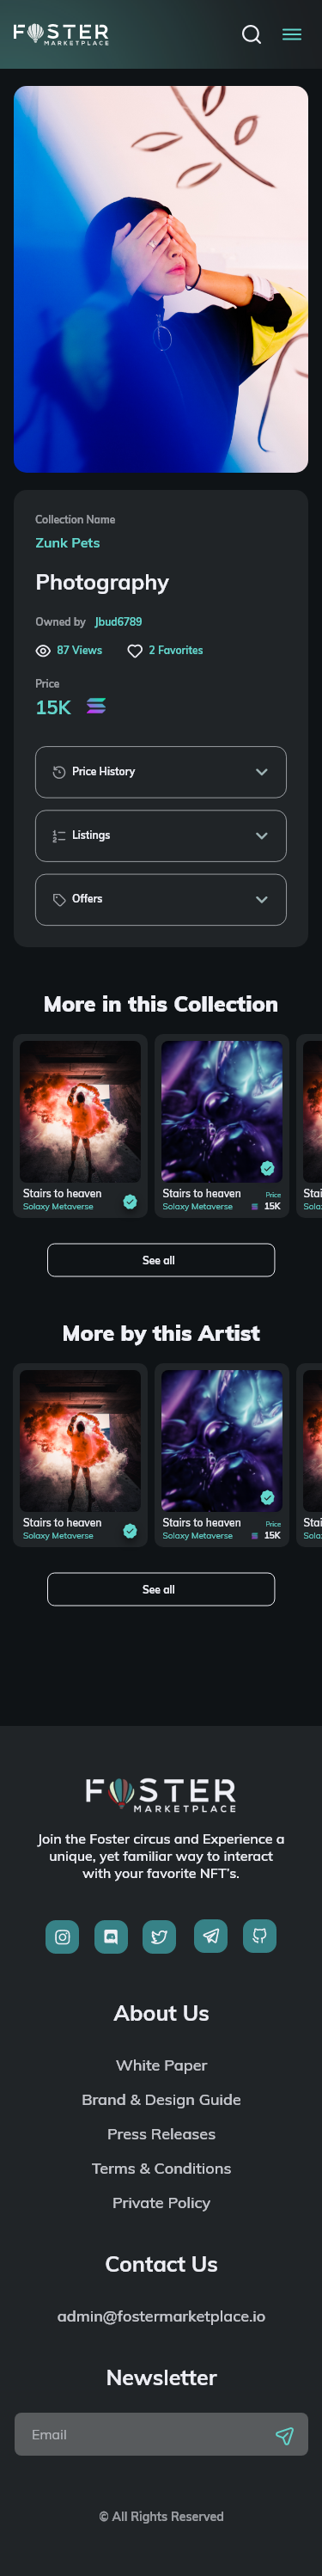 FOSTER
MARKETPLACE
Collection Name
Zunk Pets
Photography
Owned by Jbud6789
87 Views 2 Favorites
Price
15K
Price History
Listings
Offers
More in this Collection
Stairs to heaven
Solaxy Metaverse
Stairs to heaven Price
Solaxy Metaverse 15K
Stai
Sola
See all
More by this Artist
Stairs to heaven
Solaxy Metaverse
Stairs to heaven Price
Solaxy Metaverse 15K
Stai
Sola
See all
FOSTER
MARKETPLACE
Join the Foster circus and Experience a
unique, yet familiar way to interact
with your favorite NFT's.
About Us
White Paper
Brand & Design Guide
Press Releases
Terms & Conditions
Private Policy
Contact Us
admin@fostermarketplace.io
Newsletter
Email
© All Rights Reserved